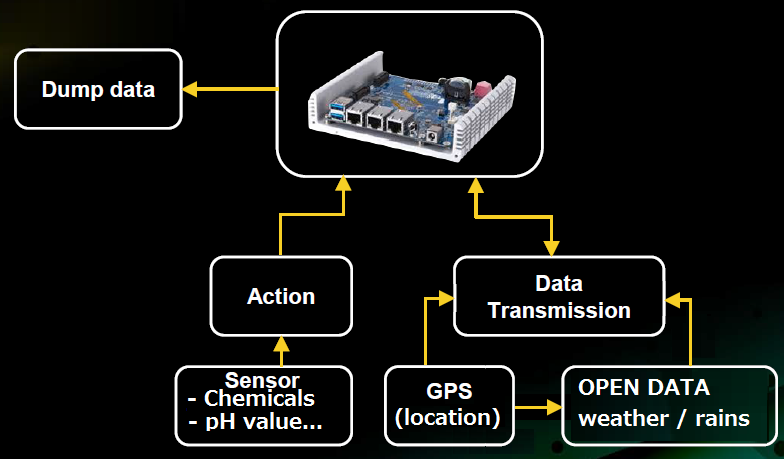 Dump data
Action
Data
Transmission
Sensor
- Chemicals
- pH value...
GPS
(location)
OPEN DATA
weather / rains